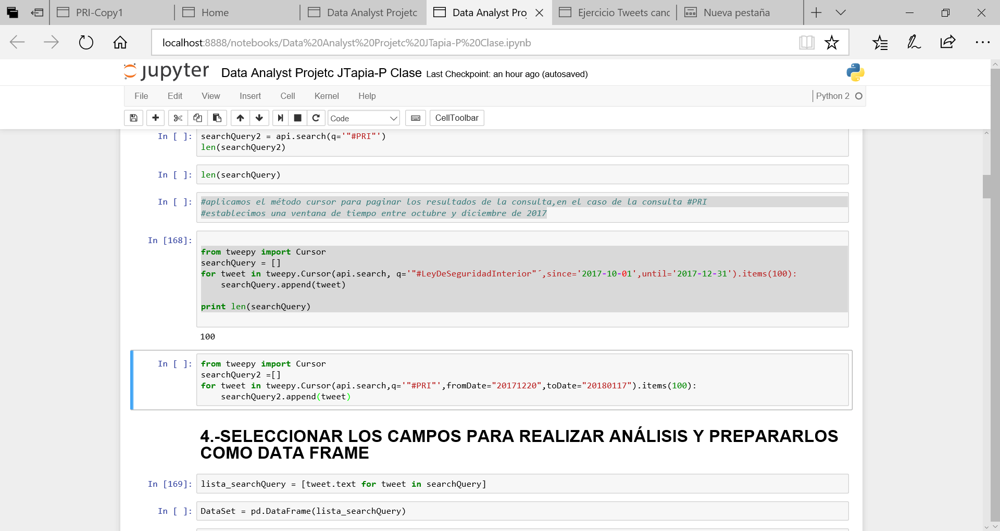 PRI-Copy1
Home
Data Analyst Projetc
Data Analyst Pro
Ejercicio Tweets canc
Nueva pestaña
localhost:8888/notebooks/Data%20Analyst%20Projetc%20JTapia-P%20Clase.ipynb
jupyter Data Analyst Projetc JTapia-P Clase Last Checkpoint: an hour ago (autosaved)
File Edit View Insert Cell Kernel Help Python 2
Code CellToolbar
In [ ]: searchQuery2 = api.search(q='"#PRI"')
len(searchQuery2)
In [ ]: len(searchQuery)
In [ ]: #aplicamos el método cursor para paginar los resultados de la consulta,en el caso de la consulta #PRI
#establecimos una ventana de tiempo entre octubre y diciembre de 2017
In [168]:
from tweepy import Cursor
searchQuery = []
for tweet in tweepy.Cursor(api.search, q='"#LeyDeSeguridadInterior"´,since='2017-10-01',until='2017-12-31').items(100):
searchQuery.append(tweet)
print len(searchQuery)
100
In [ ]: from tweepy import Cursor
searchQuery2 =[]
for tweet in tweepy.Cursor(api.search,q='"#PRI"',fromDate="20171220",toDate="20180117").items(100):
searchQuery2.append(tweet)
4.-SELECCIONAR LOS CAMPOS PARA REALIZAR ANÁLISIS Y PREPARARLOS
COMO DATA FRAME
In [169]: lista_searchQuery = [tweet.text for tweet in searchQuery]
In [ ]: DataSet = pd.DataFrame(lista_searchQuery)